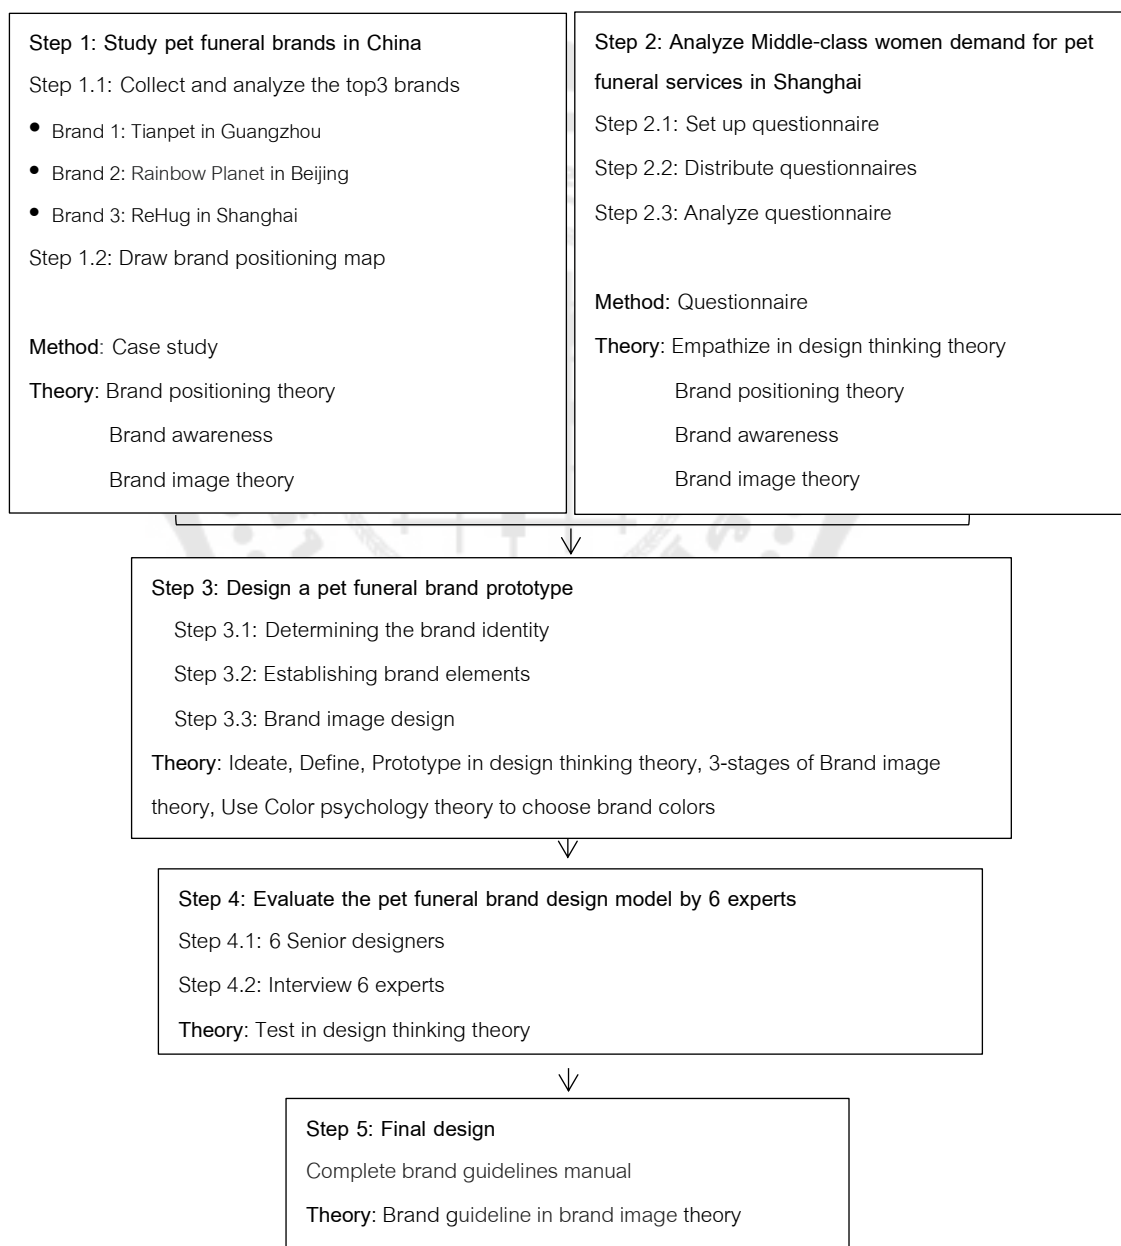 Step 1: Study pet funeral brands in China
Step 1.1: Collect and analyze the top3 brands
• Brand 1: Tianpet in Guangzhou
• Brand 2: Rainbow Planet in Beijing
• Brand 3: ReHug in Shanghai
Step 1.2: Draw brand positioning map
Method: Case study
Theory: Brand positioning theory
Brand awareness
Brand image theory
Step 2: Analyze Middle-class women demand for pet
funeral services in Shanghai
Step 2.1: Set up questionnaire
Step 2.2: Distribute questionnaires
Step 2.3: Analyze questionnaire
Method: Questionnaire
Theory: Empathize in design thinking theory
Brand positioning theory
Brand awareness
Brand image theory
Step 3: Design a pet funeral brand prototype
Step 3.1: Determining the brand identity
Step 3.2: Establishing brand elements
Step 3.3: Brand image design
Theory: Ideate, Define, Prototype in design thinking theory, 3-stages of Brand image
theory, Use Color psychology theory to choose brand colors
Step 4: Evaluate the pet funeral brand design model by 6 experts
Step 4.1: 6 Senior designers
Step 4.2: Interview 6 experts
Theory: Test in design thinking theory
Step 5: Final design
Complete brand guidelines manual
Theory: Brand guideline in brand image theory